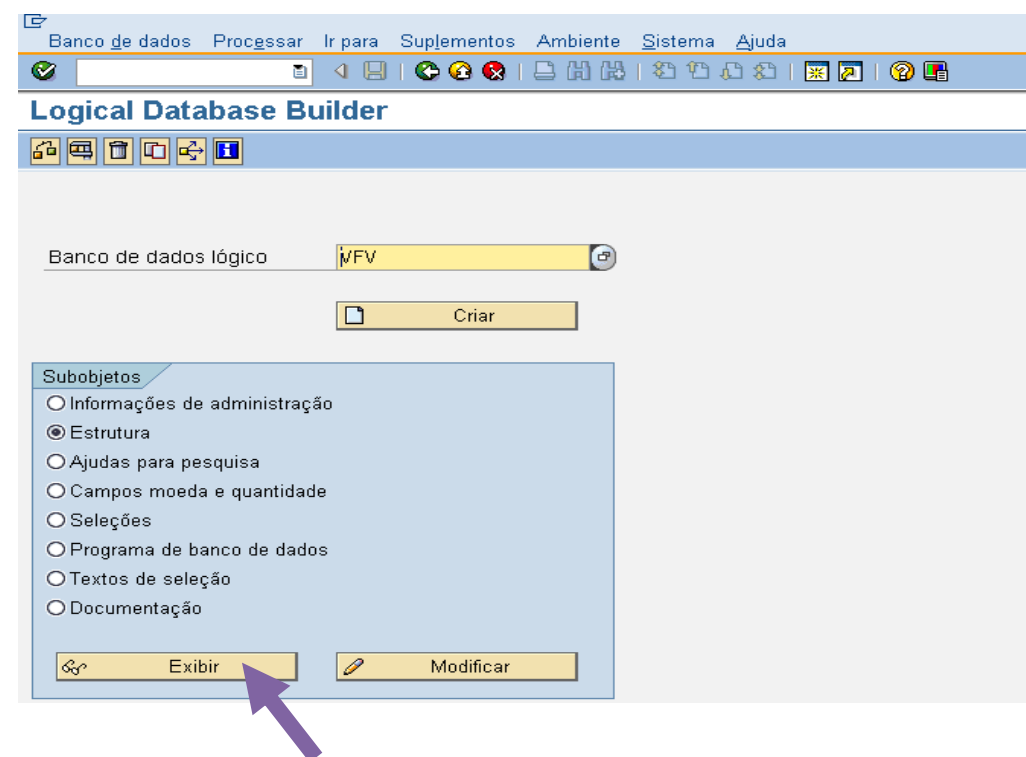 Banco de dados Processar Ir para Suplementos Ambiente Sistema Ajuda
Logical Database Builder
Banco de dados lógico VFV
Criar
Subobjetos
Informações de administração
Estrutura
Ajudas para pesquisa
Campos moeda e quantidade
Seleções
Programa de banco de dados
Textos de seleção
Documentação
Exibir Modificar